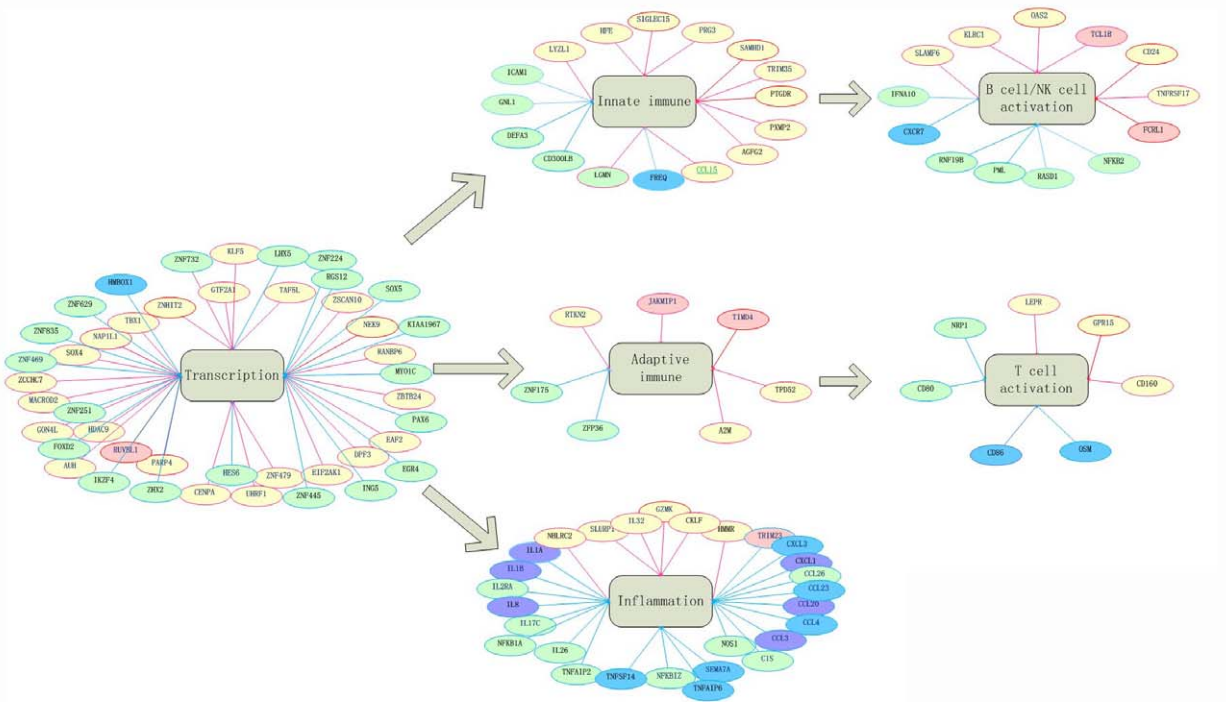 SIGLEC15
HFE
PRG3
LYZL1
SAMHD1
ICAM1
TRIM35
GNL1
Innate immune
PTGDR
DEFA3
PXMP2
CD300LB
AGFG2
LGMN
FREQ
CCL15
OAS2
KLRC3
TCL1B
SLAMF6
CD24
IFNA10
B cell/NK cell
activation
TNFRSF17
CXCR7
FCRL1
RNF19B
PML
RASD1
NFKB2
ZNF732
KLF5
LHX5
ZNF224
HMBOX1
RGS12
GTF2A1
TAF5L
SOX5
ZNF629
ZNHIT2
ZSCAN10
TBX1
NEK9
KIAA1967
ZNF835
NAP1L1
SOX4
RANBP6
ZNF469
Transcription
MYO1C
ZCCHC7
MACROD2
ZBTB24
ZNF251
PAX6
GON4L
HDAC9
EAF2
FOXD2
RUVBL1
DPF3
AUH
PARP4
EGR4
IKZF4
HES6
ZNF479
EIF2AK1
ZHX2
CENPA
UHRF1
ZNF445
ING5
JAKMIP1
RTKN2
TIMD4
Adaptive
immune
ZNF175
TPD52
ZFP36
A2M
LEPR
NRP1
GPR15
T cell
activation
CD80
CD160
CD86
OSM
GZMK
SLURP1
IL32
CKLF
HMMR
NHLRC2
TRIM23
IL1A
CXCL2
IL1B
CXCL1
CCL26
IL2RA
CCL23
IL8
Inflammation
CCL20
IL17C
CCL4
NFKB1A
CCL3
IL26
NOS1
C1S
TNFAIP2
TNFSF14
NFKBIZ
SEMA7A
TNFAIP6